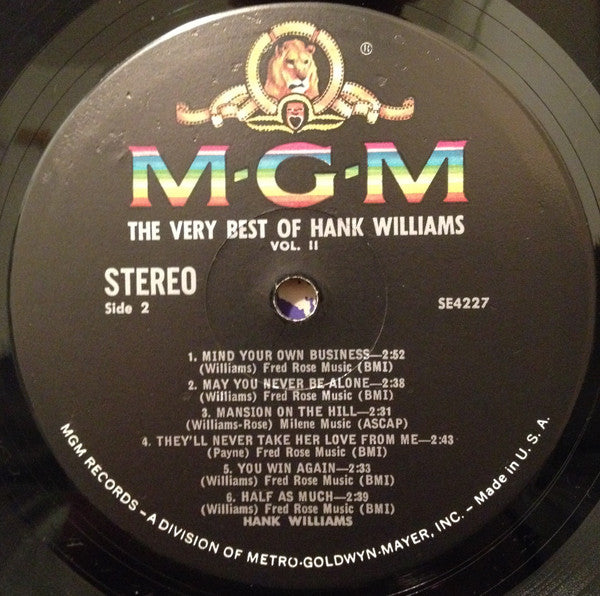 ®
M·G·M
THE VERY BEST OF HANK WILLIAMS
VOL. II
STEREO
Side 2
SE4227
1. MIND YOUR OWN BUSINESS—2:52
(Williams) Fred Rose Music (BMI)
2. MAY YOU NEVER BE ALONE—2:38
(Williams) Fred Rose Music (BMI)
3. MANSION ON THE HILL—2:31
(Williams-Rose) Milene Music (ASCAP)
4. THEY'LL NEVER TAKE HER LOVE FROM ME—2:43
(Payne) Fred Rose Music (BMI)
5. YOU WIN AGAIN—2:33
(Williams) Fred Rose Music (BMI)
6. HALF AS MUCH—2:39
(Williams) Fred Rose Music (BMI)
HANK WILLIAMS
MGM RECORDS – A DIVISION OF METRO-GOLDWYN-MAYER, INC. – Made in U. S. A.